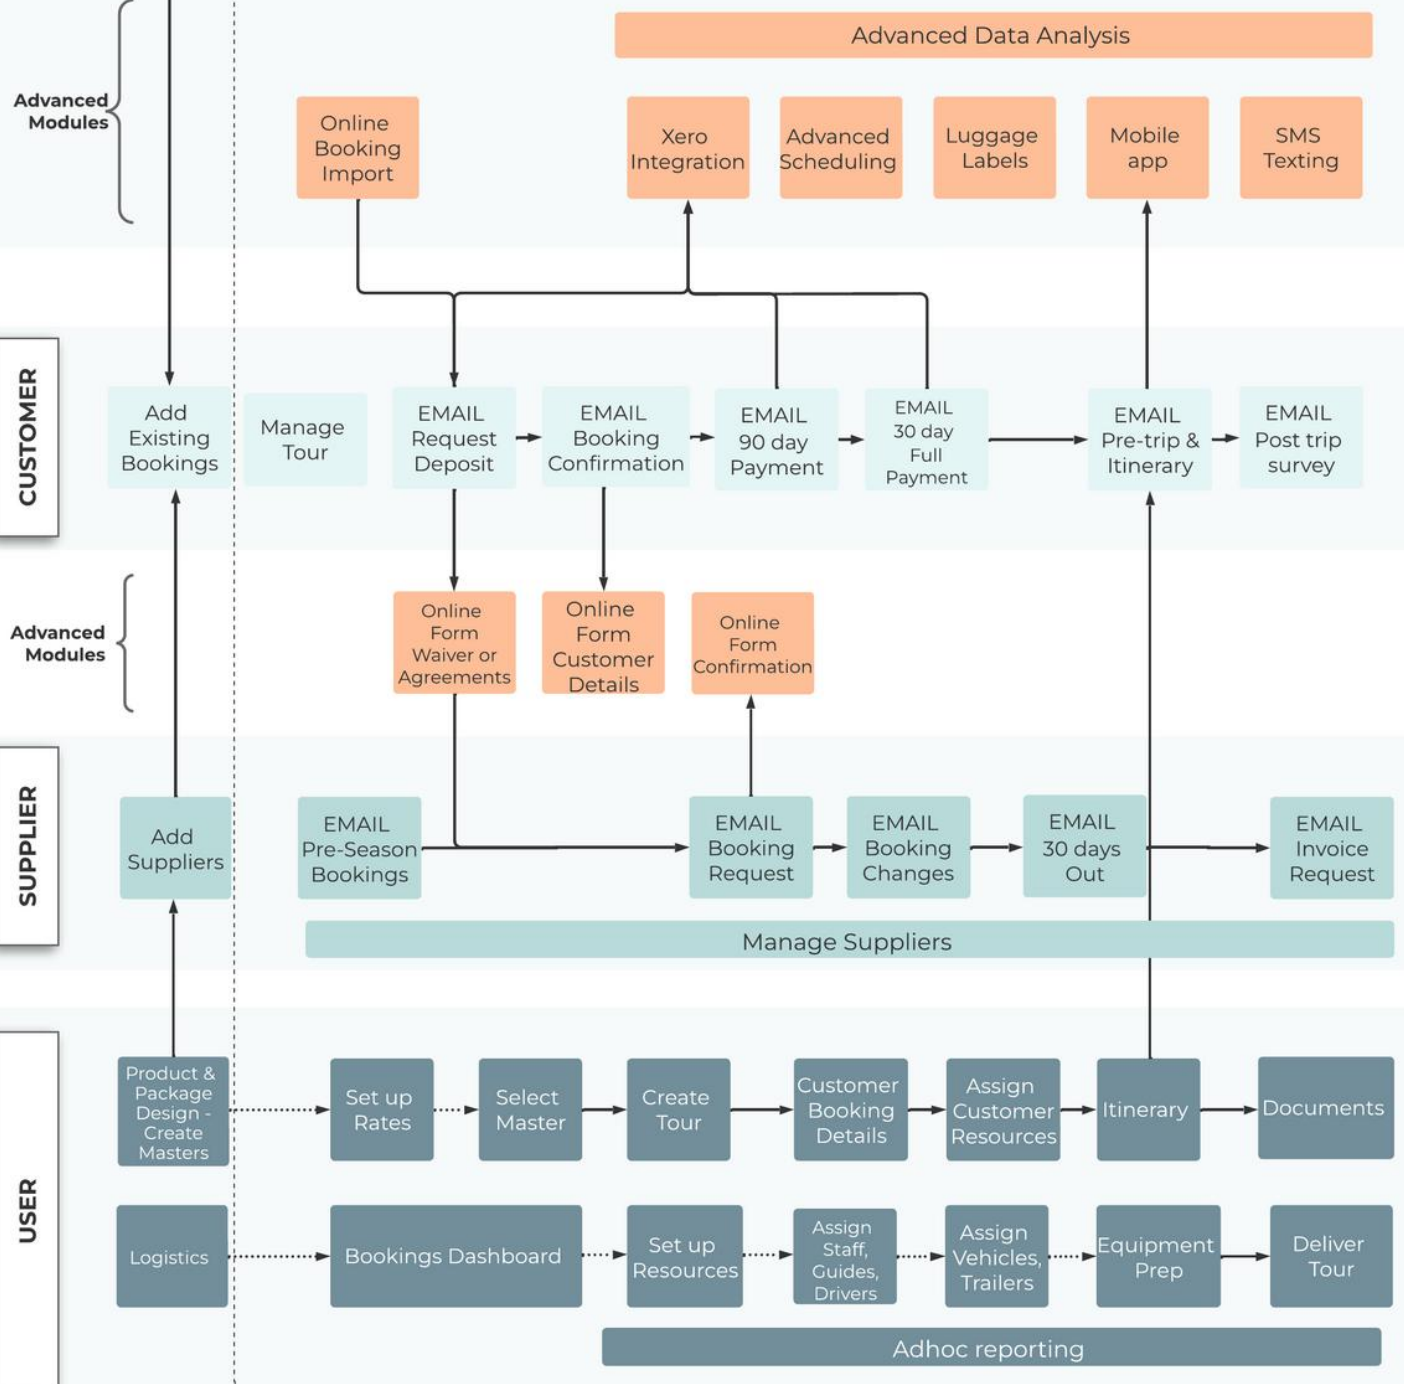 Advanced Data Analysis
Advanced
Modules
Online
Booking
Import
Xero
Integration
Advanced
Scheduling
Luggage
Labels
Mobile
app
SMS
Texting
CUSTOMER
Add
Existing
Bookings
Manage
Tour
EMAIL
Request
Deposit
EMAIL
Booking
Confirmation
EMAIL
90 day
Payment
EMAIL
30 day
Full
Payment
EMAIL
Pre-trip &
Itinerary
EMAIL
Post trip
survey
Advanced
Modules
Online
Form
Waiver or
Agreements
Online
Form
Customer
Details
Online
Form
Confirmation
SUPPLIER
Add
Suppliers
EMAIL
Pre-Season
Bookings
EMAIL
Booking
Request
EMAIL
Booking
Changes
EMAIL
30 days
Out
EMAIL
Invoice
Request
Manage Suppliers
USER
Product &
Package
Design -
Create
Masters
Set up
Rates
Select
Master
Create
Tour
Customer
Booking
Details
Assign
Customer
Resources
Itinerary
Documents
Logistics
Bookings Dashboard
Set up
Resources
Assign
Staff,
Guides,
Drivers
Assign
Vehicles,
Trailers
Equipment
Prep
Deliver
Tour
Adhoc reporting